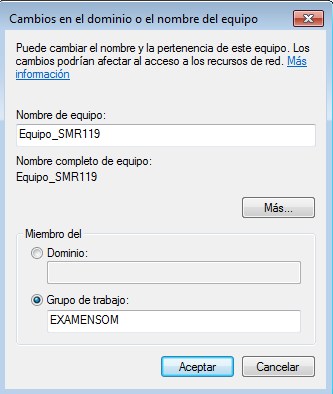 Cambios en el dominio o el nombre del equipo
Puede cambiar el nombre y la pertenencia de este equipo. Los
cambios podrían afectar al acceso a los recursos de red. Más
información
Nombre de equipo:
Equipo_SMR119
Nombre completo de equipo:
Equipo_SMR119
Más...
Miembro del
Dominio:
Grupo de trabajo:
EXAMENSOM
Aceptar
Cancelar